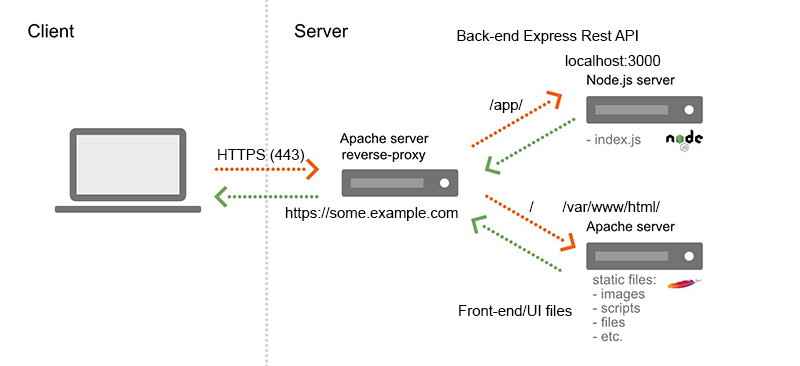 Client
Server
Back-end Express Rest API
localhost:3000
Node.js server
/app/
- index.js
node
JS
Apache server
reverse-proxy
HTTPS (443)
https://some.example.com
/
/var/www/html/
Apache server
static files:
- images
- scripts
- files
- etc.
Front-end/UI files